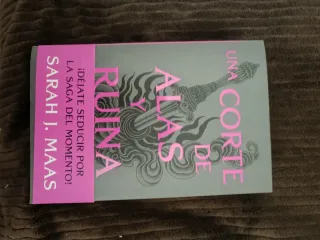 UNA CORTE
DE
ALAS
Y
RUINA
¡DÉJATE SEDUCIR POR
LA SAGA DEL MOMENTO!
SARAH J. MAAS